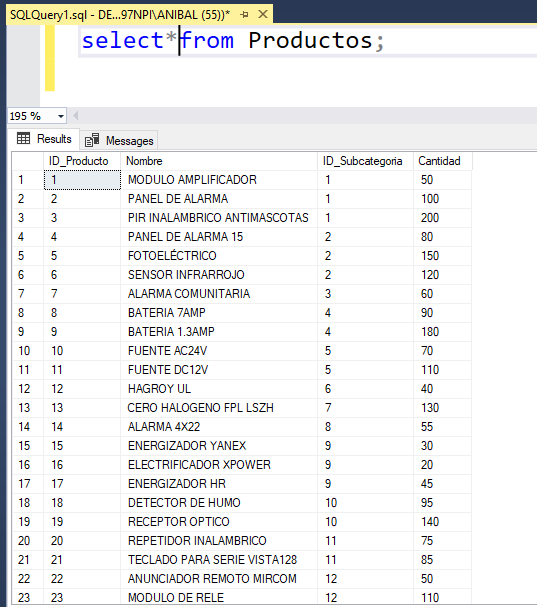 SQLQuery1.sql - DE...97NPI\ANIBAL (55))*
select*from Productos;
195 %
Results Messages
ID_Producto Nombre ID_Subcategoria Cantidad
1 1 MODULO AMPLIFICADOR 1 50
2 2 PANEL DE ALARMA 1 100
3 3 PIR INALAMBRICO ANTIMASCOTAS 1 200
4 4 PANEL DE ALARMA 15 2 80
5 5 FOTOELÉCTRICO 2 150
6 6 SENSOR INFRARROJO 2 120
7 7 ALARMA COMUNITARIA 3 60
8 8 BATERIA 7AMP 4 90
9 9 BATERIA 1.3AMP 4 180
10 10 FUENTE AC24V 5 70
11 11 FUENTE DC12V 5 110
12 12 HAGROY UL 6 40
13 13 CERO HALOGENO FPL LSZH 7 130
14 14 ALARMA 4X22 8 55
15 15 ENERGIZADOR YANEX 9 30
16 16 ELECTRIFICADOR XPOWER 9 20
17 17 ENERGIZADOR HR 9 45
18 18 DETECTOR DE HUMO 10 95
19 19 RECEPTOR OPTICO 10 140
20 20 REPETIDOR INALAMBRICO 11 75
21 21 TECLADO PARA SERIE VISTA128 11 85
22 22 ANUNCIADOR REMOTO MIRCOM 12 50
23 23 MODULO DE RELE 12 110